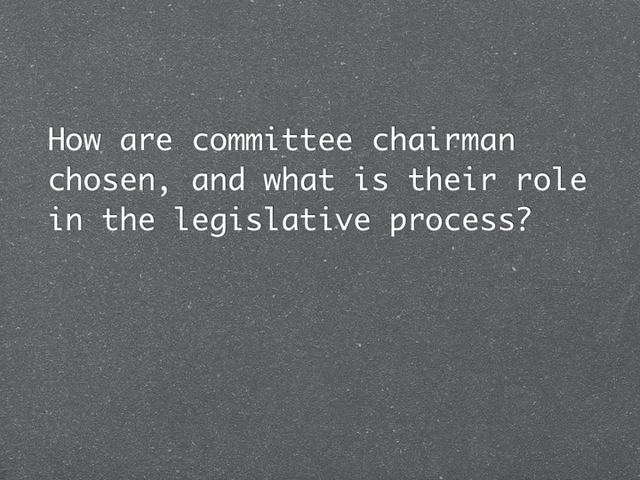 How are committee chairman
chosen, and what is their role
in the legislative process?